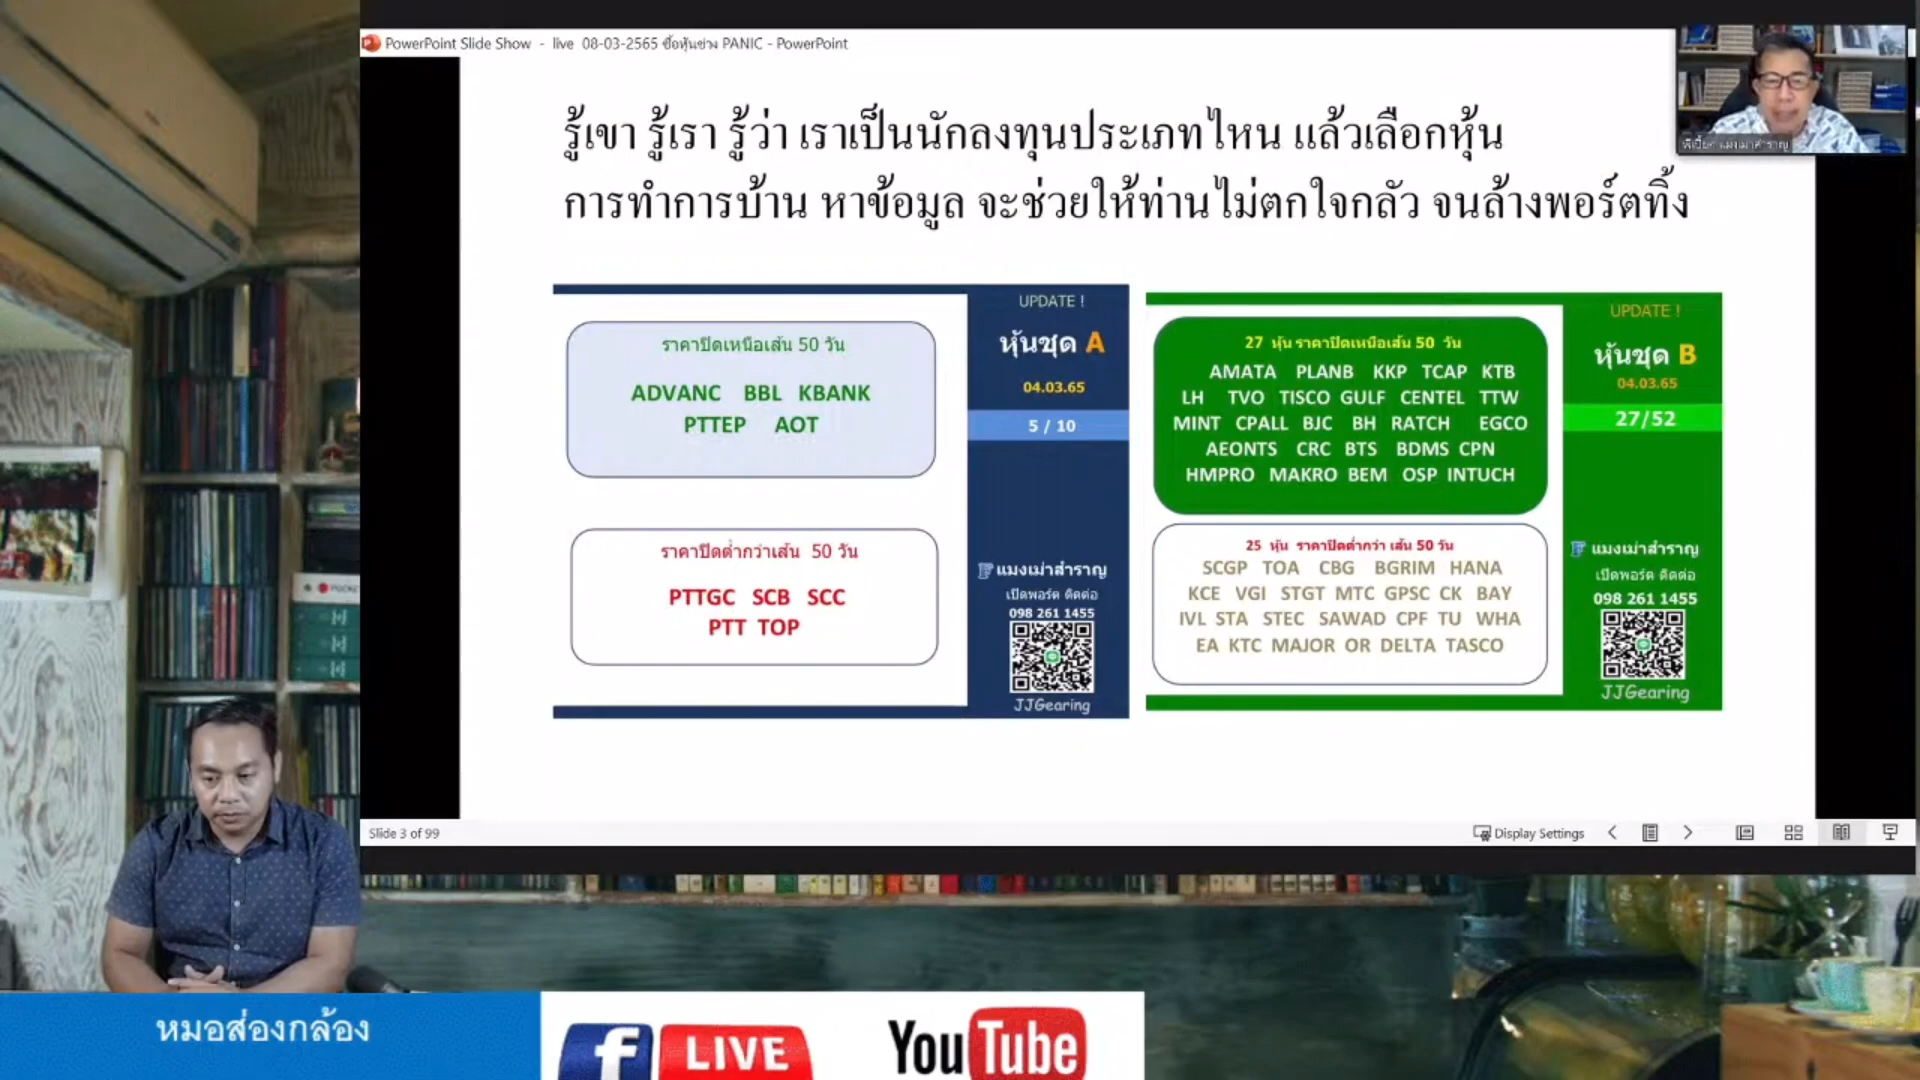 PowerPoint Slide Show - live 08-03-2565 ซื้อหุ้นช่วง PANIC - PowerPoint
รู้เขา รู้เรา รู้ว่า เราเป็นนักลงทุนประเภทไหน แล้วเลือกหุ้น
การทำการบ้าน หาข้อมูล จะช่วยให้ท่านไม่ตกใจกลัว จนล้างพอร์ตทิ้ง
ราคาปิดเหนือเส้น 50 วัน
ADVANC BBL KBANK
PTTEP AOT
ราคาปิดต่ำกว่าเส้น 50 วัน
PTTGC SCB SCC
PTT TOP
UPDATE !
หุ้นชุด A
04.03.65
5 / 10
แมงเม่าสำราญ
เปิดพอร์ต ติดต่อ
098 261 1455
JJGearing
27 หุ้น ราคาปิดเหนือเส้น 50 วัน
AMATA PLANB KKP TCAP KTB
LH TVO TISCO GULF CENTEL TTW
MINT CPALL BJC BH RATCH EGCO
AEONTS CRC BTS BDMS CPN
HMPRO MAKRO BEM OSP INTUCH
25 หุ้น ราคาปิดต่ำกว่า เส้น 50 วัน
SCGP TOA CBG BGRIM HANA
KCE VGI STGT MTC GPSC CK BAY
IVL STA STEC SAWAD CPF TU WHA
EA KTC MAJOR OR DELTA TASCO
UPDATE !
หุ้นชุด B
04.03.65
27/52
แมงเม่าสำราญ
เปิดพอร์ต ติดต่อ
098 261 1455
JJGearing
Slide 3 of 99
Display Settings
หมอส่องกล้อง
f LIVE
YouTube